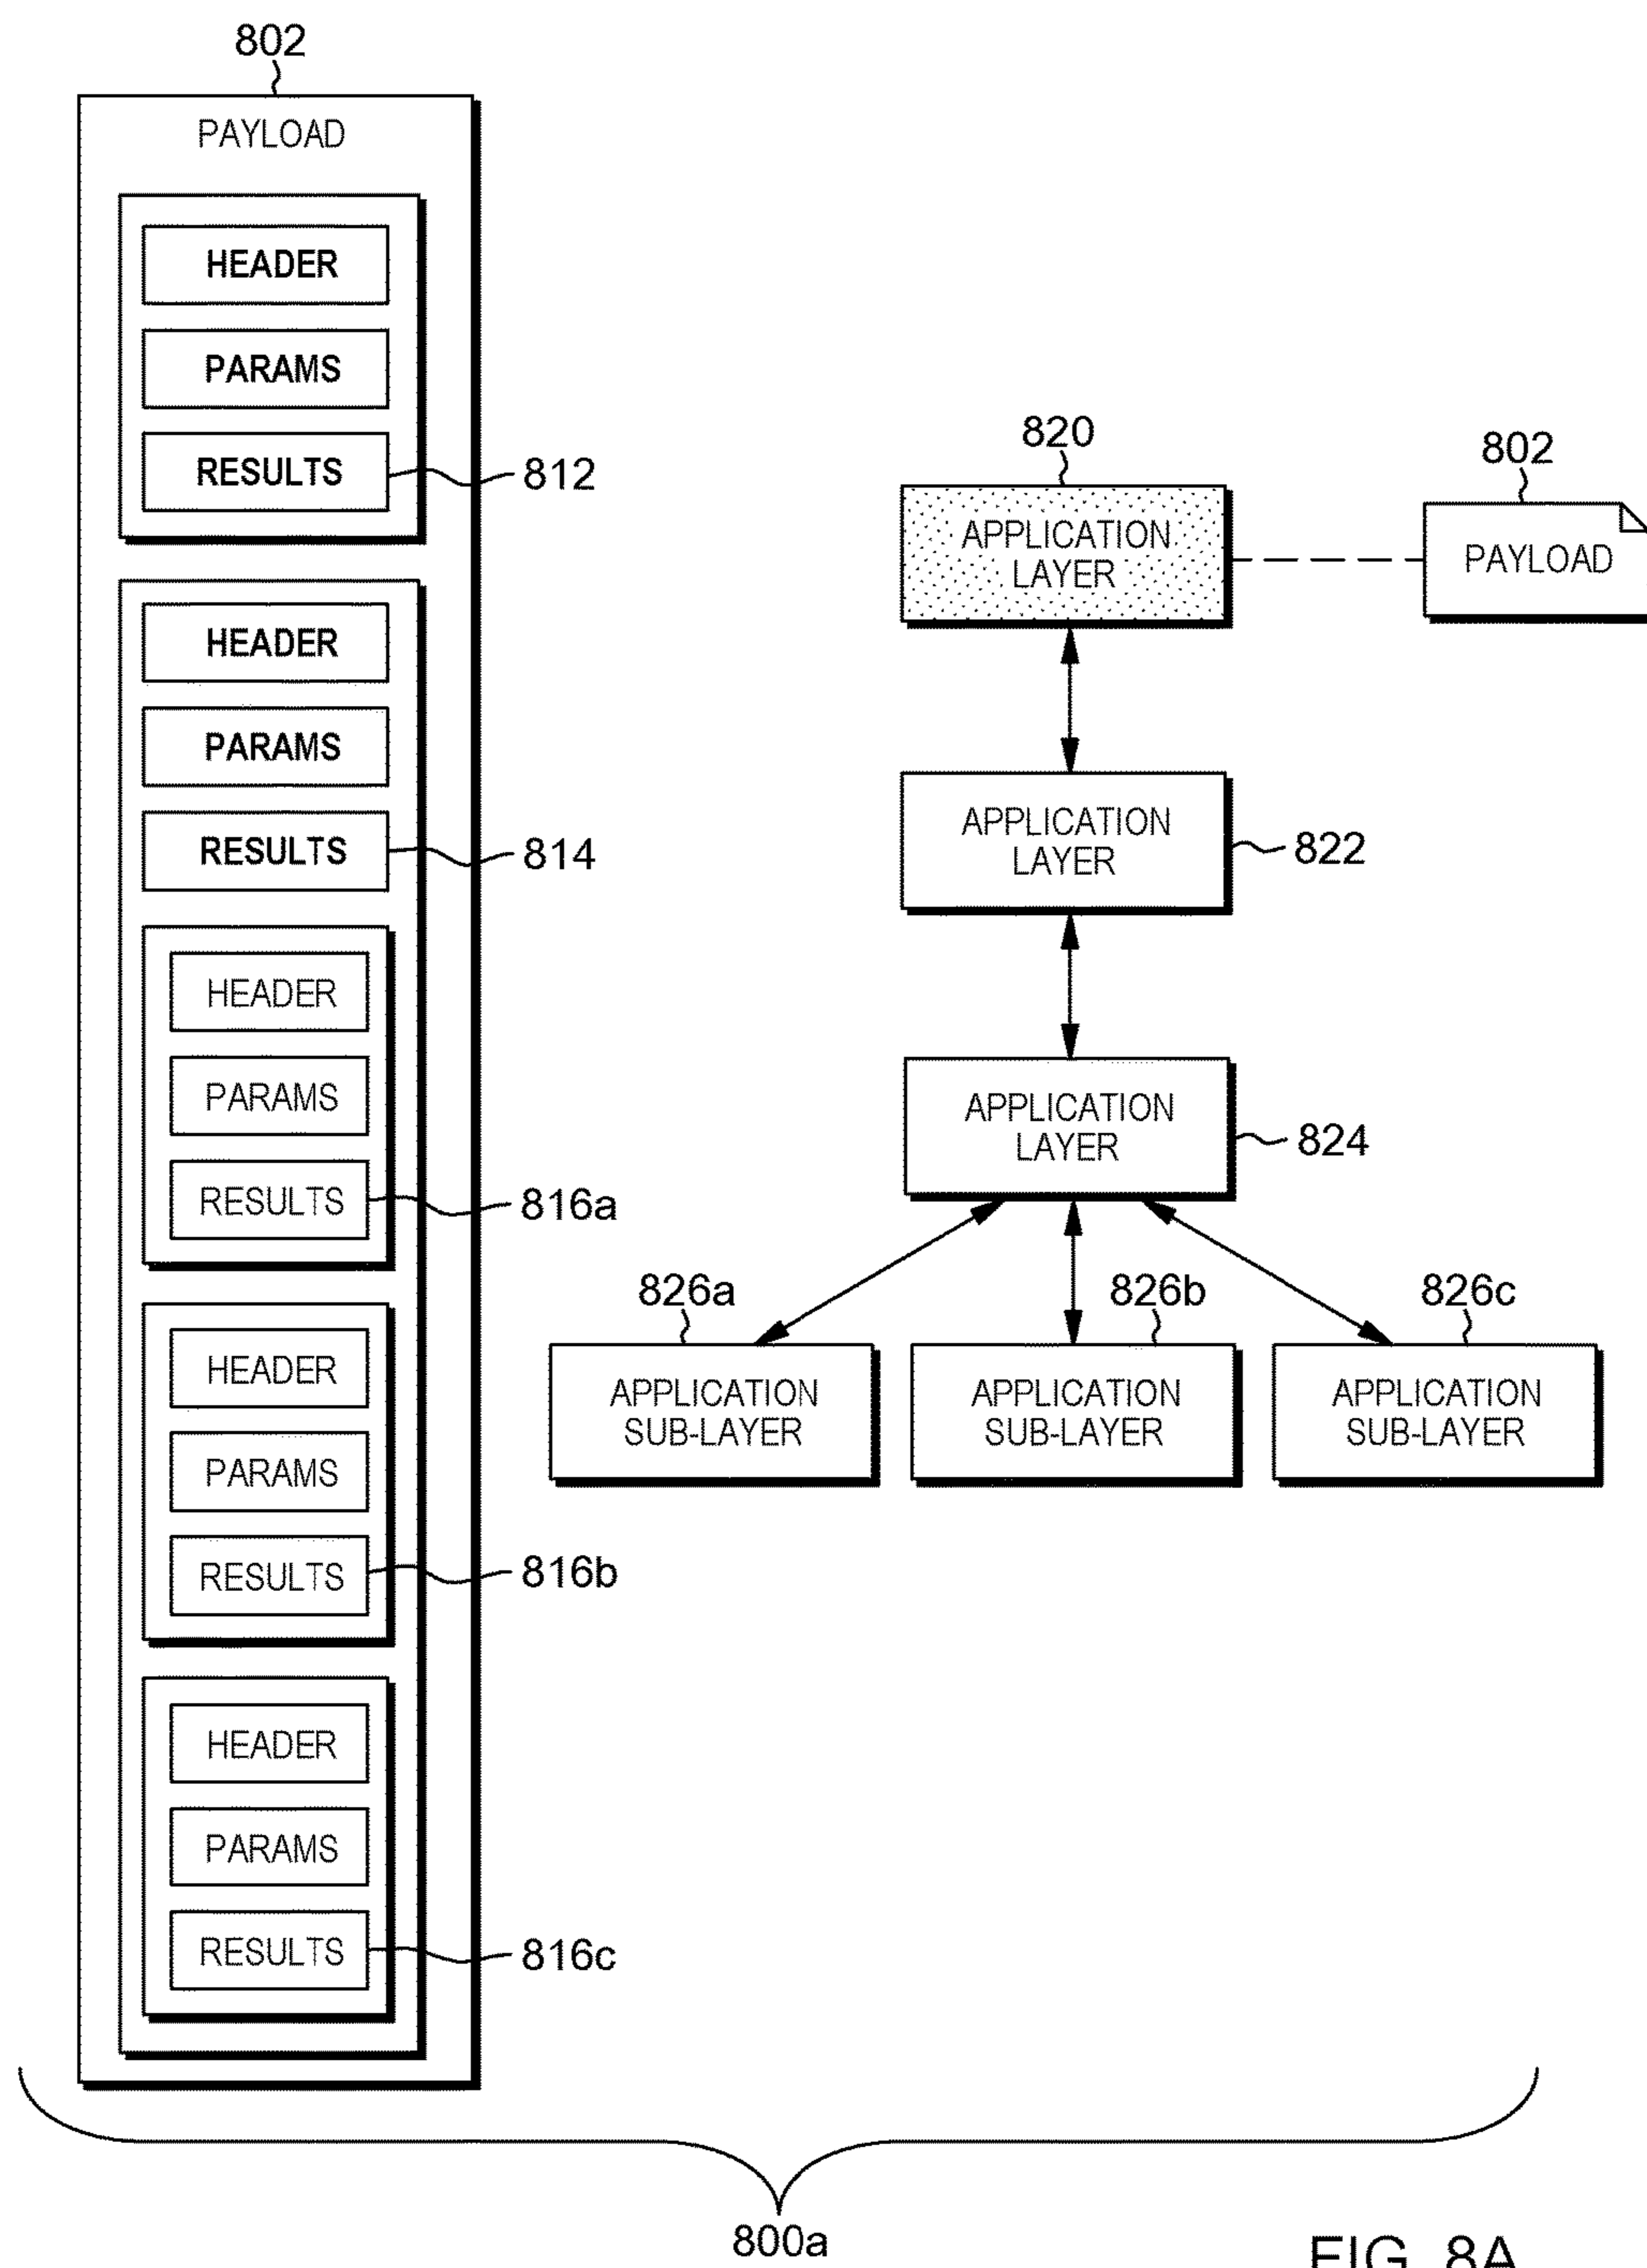 802
PAYLOAD
HEADER
PARAMS
RESULTS
812
HEADER
PARAMS
RESULTS
814
HEADER
PARAMS
RESULTS
816a
HEADER
PARAMS
RESULTS
816b
HEADER
PARAMS
RESULTS
816c
820
APPLICATION
LAYER
802
PAYLOAD
APPLICATION
LAYER
822
APPLICATION
LAYER
824
826a
APPLICATION
SUB-LAYER
826b
APPLICATION
SUB-LAYER
826c
APPLICATION
SUB-LAYER
800a
FIG. 8A